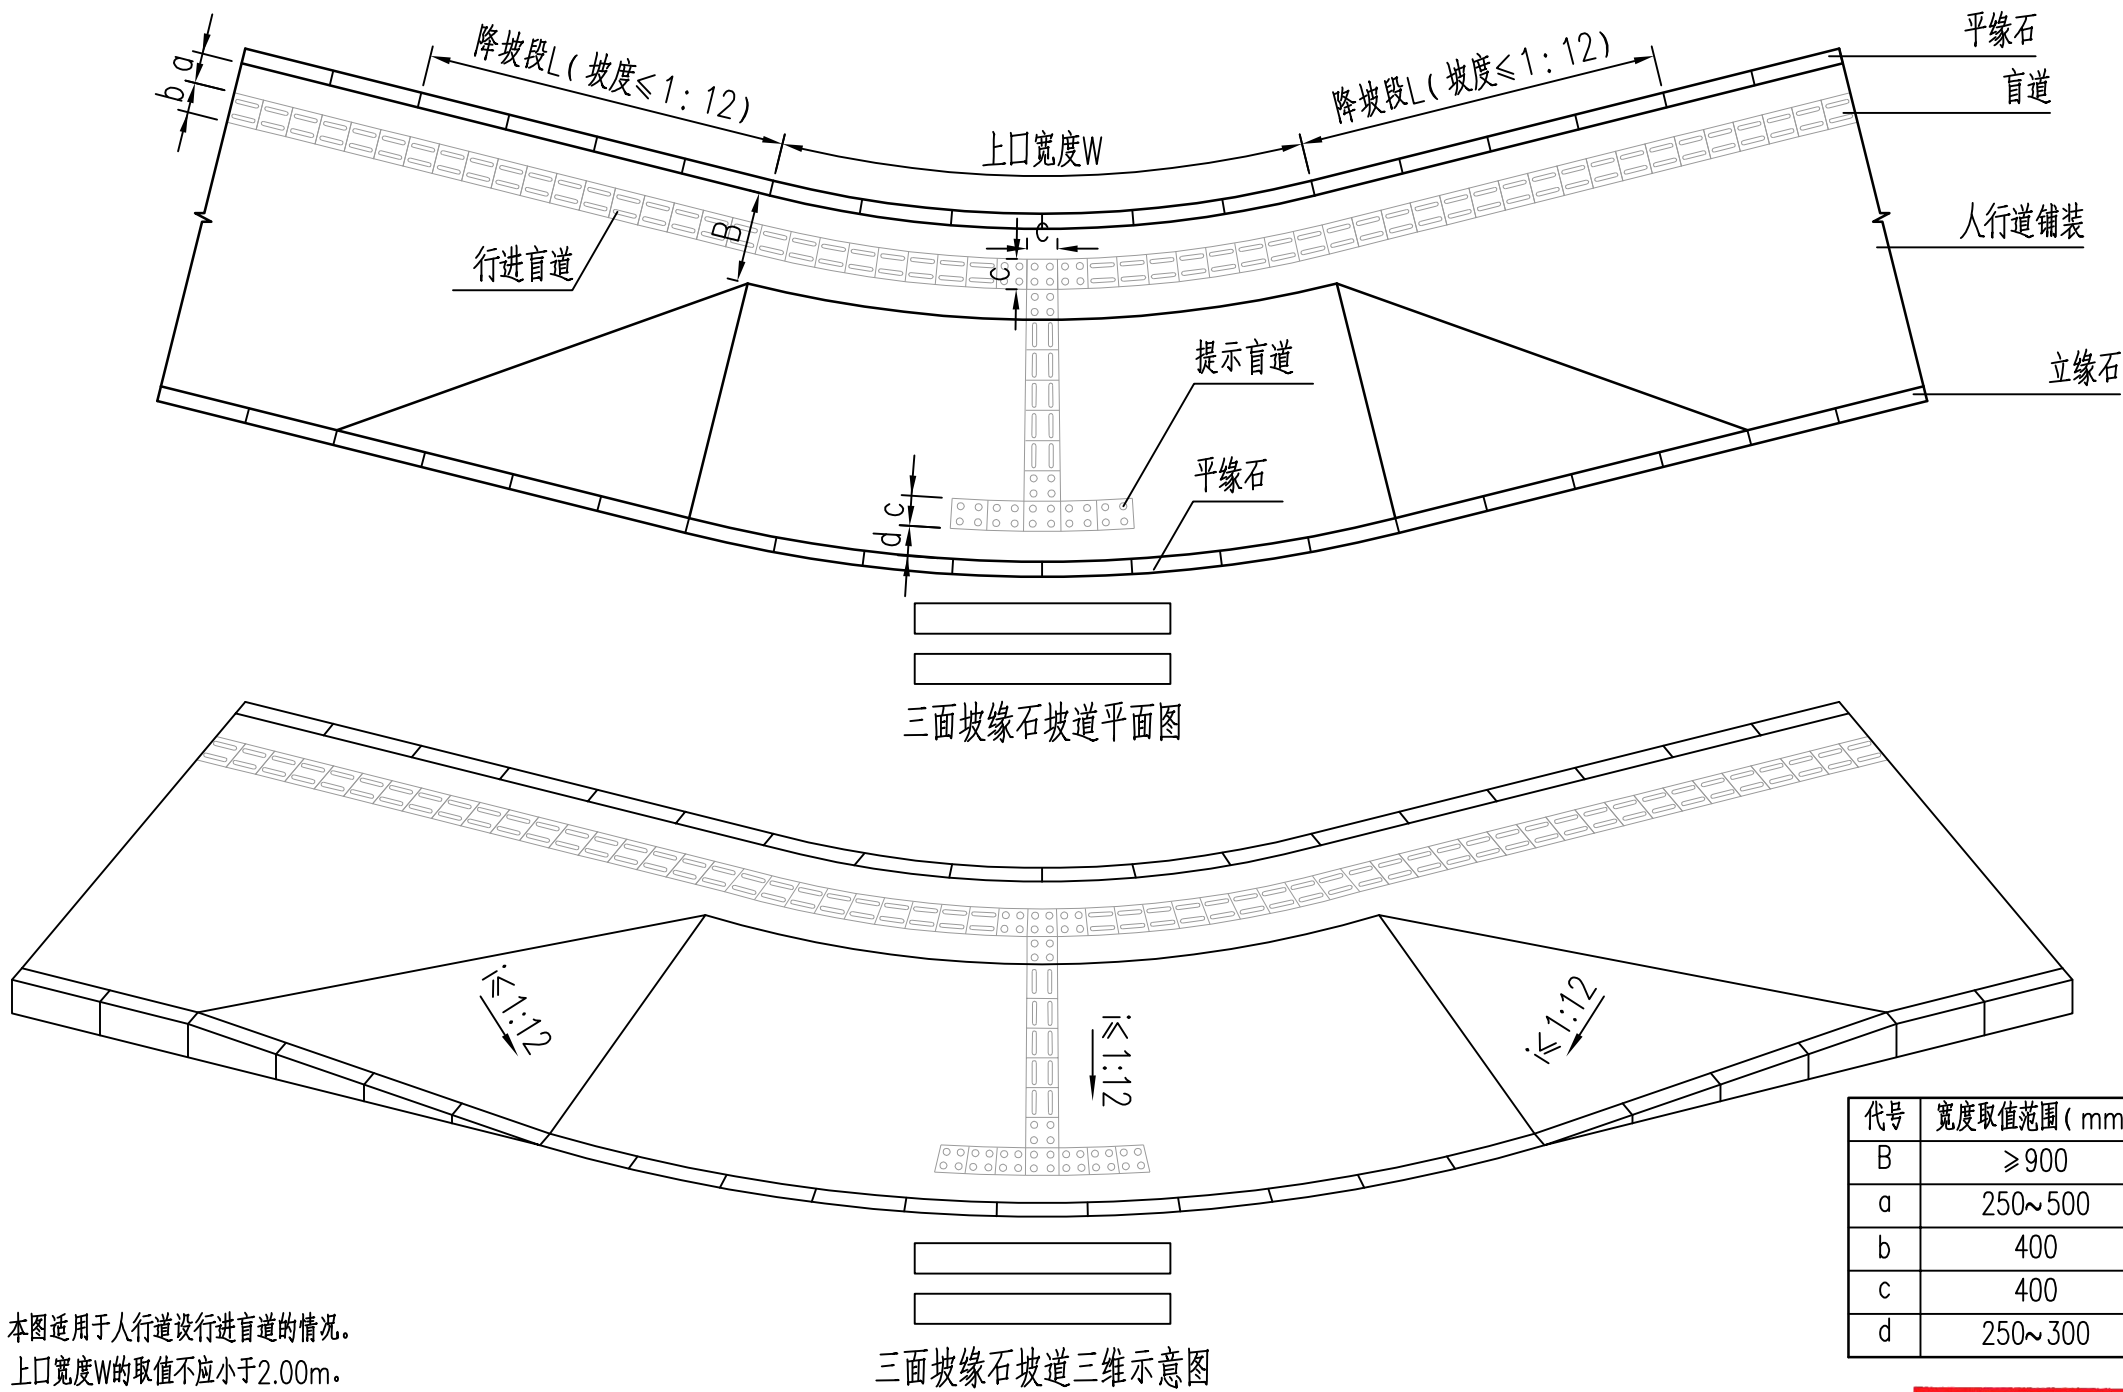 降坡段L(坡度≤1:12)
降坡段L(坡度≤1:12)
平缘石
盲道
a
b
上口宽度W
B
c
c
人行道铺装
行进盲道
提示盲道
立缘石
平缘石
c
d
三面坡缘石坡道平面图
i≤1:12
i≤1:12
i≤1:12
代号 宽度取值范围(mm
B ≥900
a 250~500
b 400
c 400
d 250~300
本图适用于人行道设行进盲道的情况。
上口宽度W的取值不应小于2.00m。
三面坡缘石坡道三维示意图